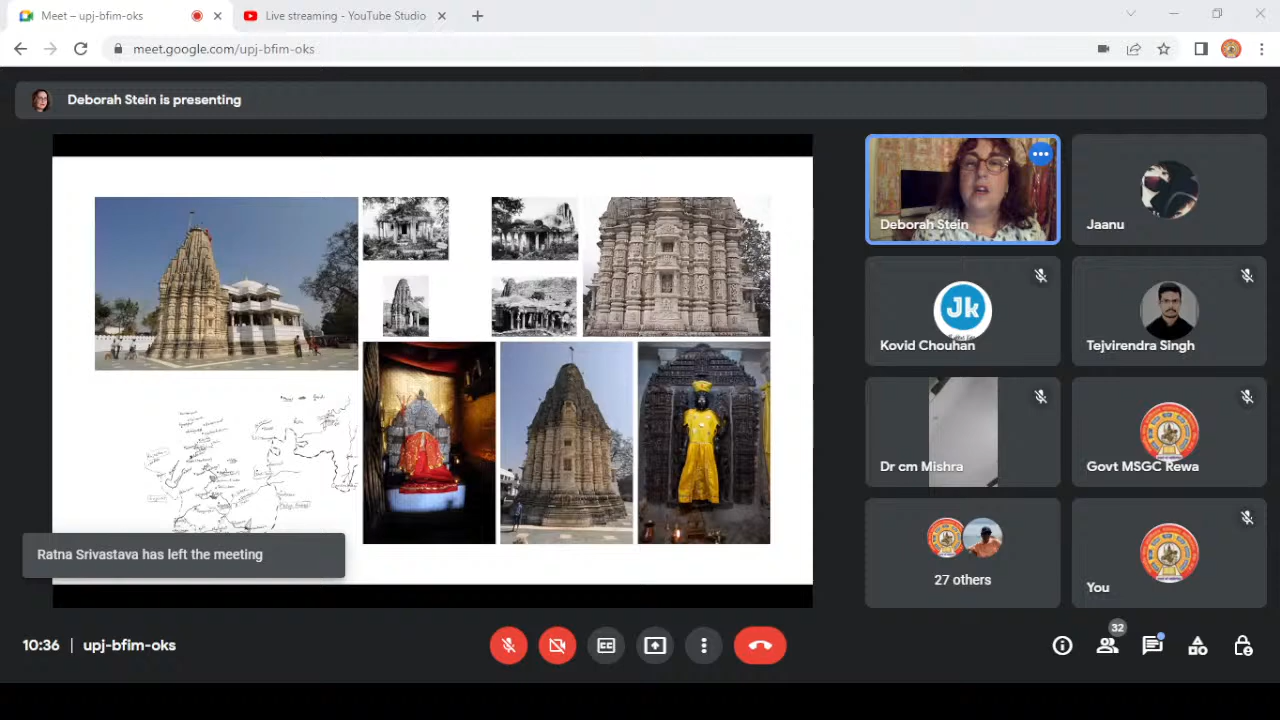 Meet – upj-bfim-oks
Live streaming - YouTube Studio
meet.google.com/upj-bfim-oks
Deborah Stein is presenting
Deborah Stein
Jaanu
Jk
Kovid Chouhan
Tejvirendra Singh
Dr cm Mishra
Govt MSGC Rewa
27 others
You
Ratna Srivastava has left the meeting
10:36 | upj-bfim-oks
CC
32